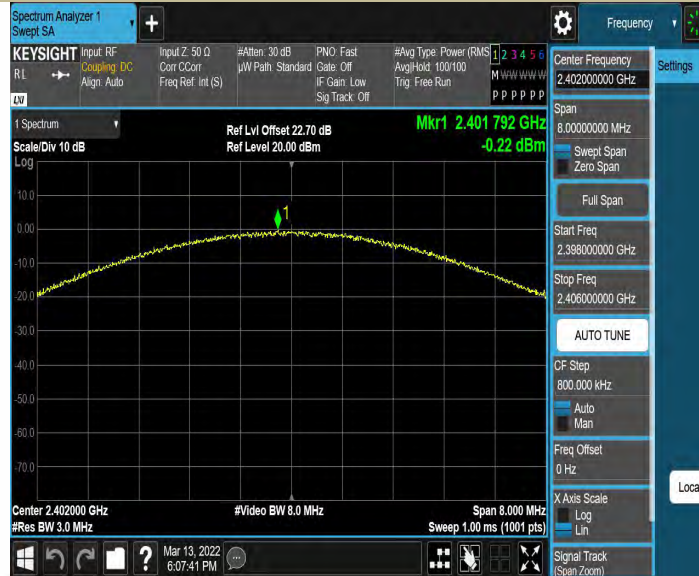 Spectrum Analyzer 1
Swept SA
+
Frequency
KEYSIGHT
RL
LXI
Input: RF
Coupling: DC
Align: Auto
Input Z: 50 Ω
Corr CCorr
Freq Ref: Int (S)
#Atten: 30 dB
µW Path: Standard
PNO: Fast
Gate: Off
IF Gain: Low
Sig Track: Off
#Avg Type: Power (RMS
Avg|Hold: 100/100
Trig: Free Run
1 2 3 4 5 6
M W W W W W
P P P P P P
Center Frequency
2.402000000 GHz
Settings
Span
8.00000000 MHz
Swept Span
Zero Span
Full Span
Start Freq
2.398000000 GHz
Stop Freq
2.406000000 GHz
AUTO TUNE
CF Step
800.000 kHz
Auto
Man
Freq Offset
0 Hz
X Axis Scale
Log
Lin
Signal Track
(Span Zoom)
Loca
1 Spectrum
Scale/Div 10 dB
Log
Ref Lvl Offset 22.70 dB
Ref Level 20.00 dBm
Mkr1 2.401 792 GHz
-0.22 dBm
1
10.0
0.00
-10.0
-20.0
-30.0
-40.0
-50.0
-60.0
-70.0
Center 2.402000 GHz
#Res BW 3.0 MHz
#Video BW 8.0 MHz
Span 8.000 MHz
Sweep 1.00 ms (1001 pts)
?
Mar 13, 2022
6:07:41 PM